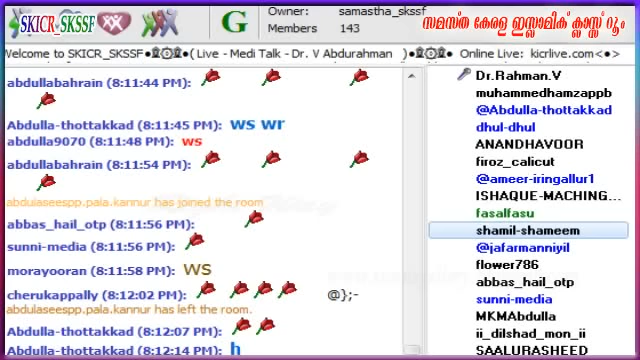 SKICR_SKSSF
G
Owner: samastha_skssf
Members 143
സമസ്ത കേരള ഇസ്ലാമിക് ക്ലാസ്സ് റൂം
Welcome to SKICR_SKSSF ( Live - Medi Talk - Dr. V Abdurahman ) Online Live: kicrlive.com <
abdullabahrain (8:11:44 PM):
Abdulla-thottakkad (8:11:45 PM): ws wr
abdulla9070 (8:11:48 PM): ws
abdullabahrain (8:11:54 PM):
abdulaseespp.pala.kannur has joined the room
abbas_hail_otp (8:11:56 PM):
sunni-media (8:11:56 PM):
morayooran (8:11:58 PM): ws
cherukappally (8:12:02 PM): @};-
abdulaseespp.pala.kannur has left the room.
Abdulla-thottakkad (8:12:07 PM):
Abdulla-thottakkad (8:12:14 PM): h
Dr.Rahman.V
muhammedhamzappb
@Abdulla-thottakkad
dhul-dhul
ANANDHAVOOR
firoz_calicut
@ameer-iringallur1
ISHAQUE-MACHING...
fasalfasu
shamil-shameem
@jafarmanniyil
flower786
abbas_hail_otp
sunni-media
MKMAbdulla
ii_dilshad_mon_ii
SAALURASHEED